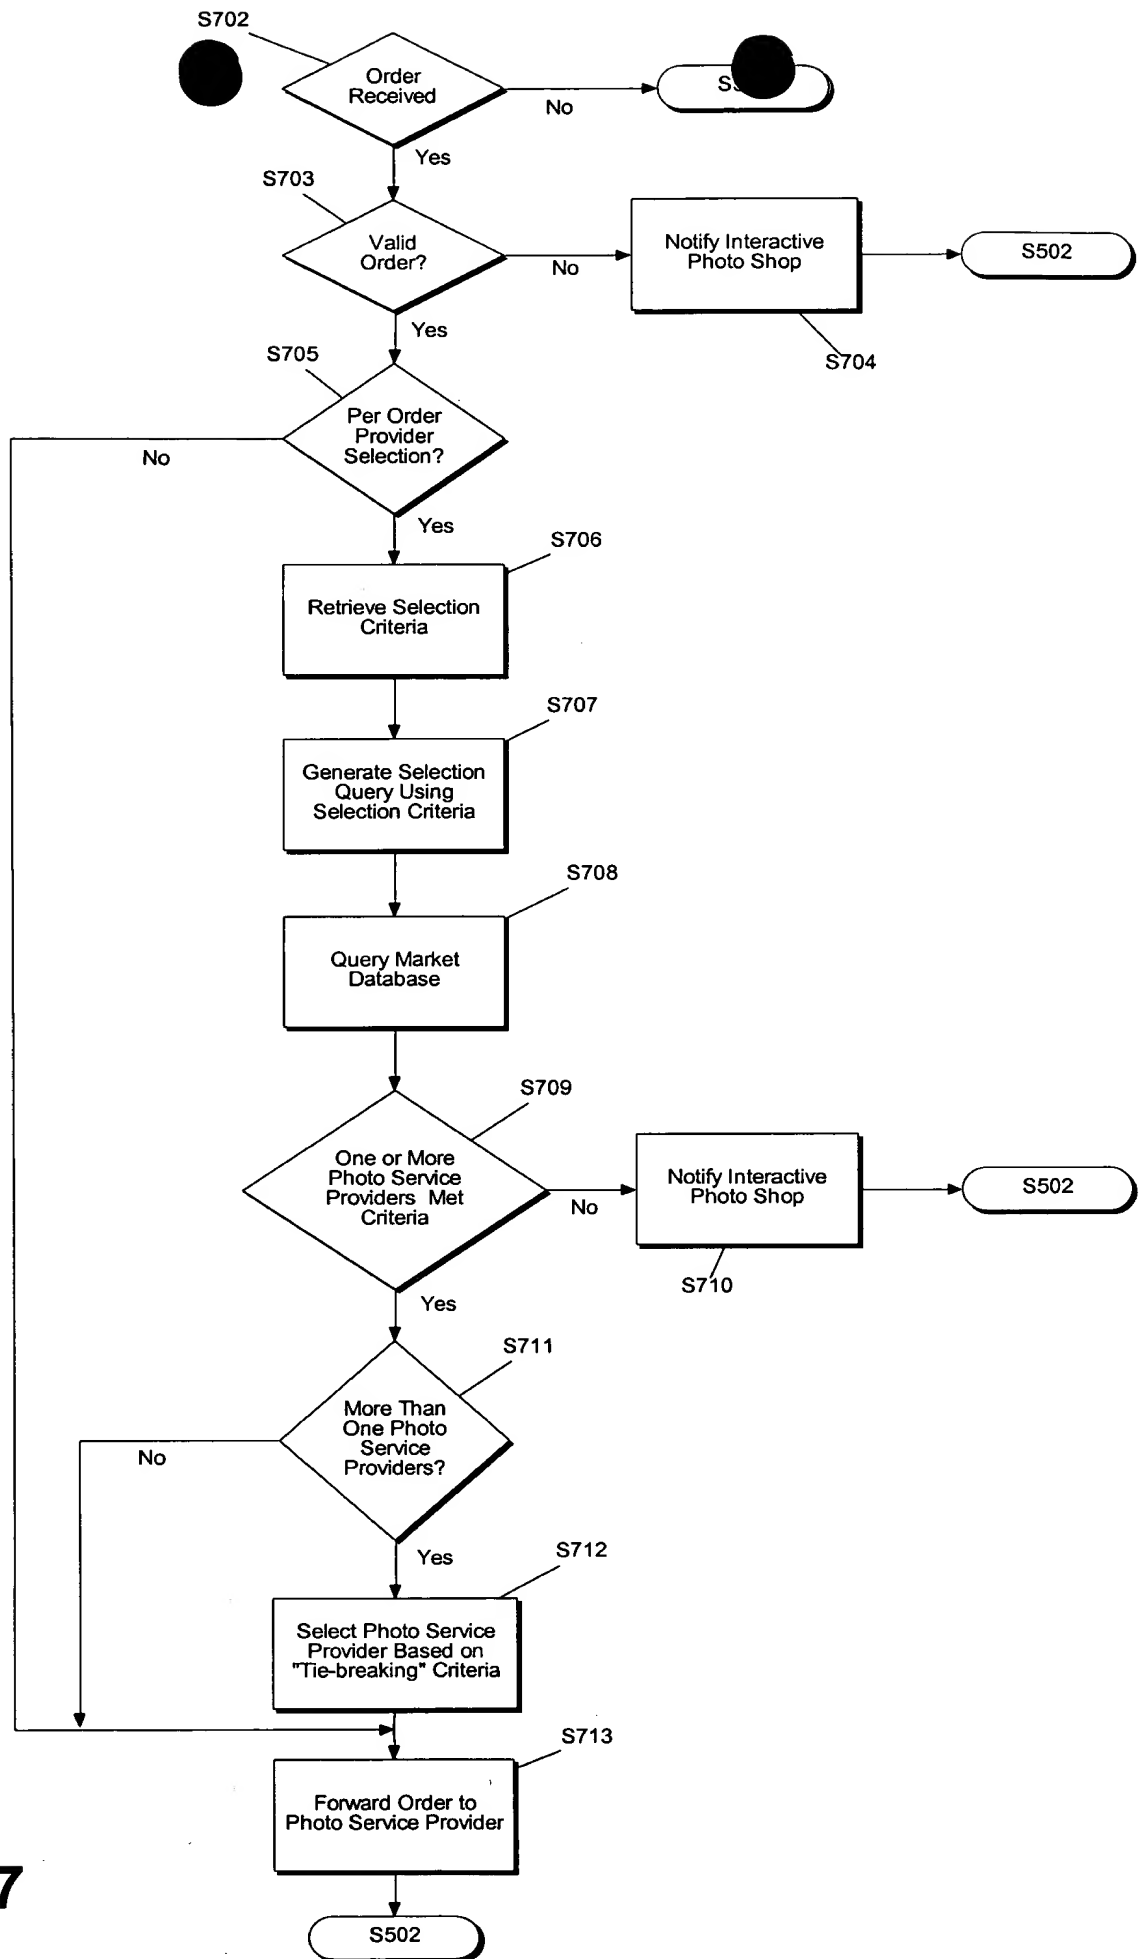 S702
Order
Received
No
Yes
S703
Valid
Order?
No
Notify Interactive
Photo Shop
S502
S704
Yes
S705
Per Order
Provider
Selection?
No
Yes
S706
Retrieve Selection
Criteria
S707
Generate Selection
Query Using
Selection Criteria
S708
Query Market
Database
S709
One or More
Photo Service
Providers Met
Criteria
No
Notify Interactive
Photo Shop
S502
S710
Yes
S711
More Than
One Photo
Service
Providers?
No
Yes
S712
Select Photo Service
Provider Based on
"Tie-breaking" Criteria
S713
Forward Order to
Photo Service Provider
7
S502